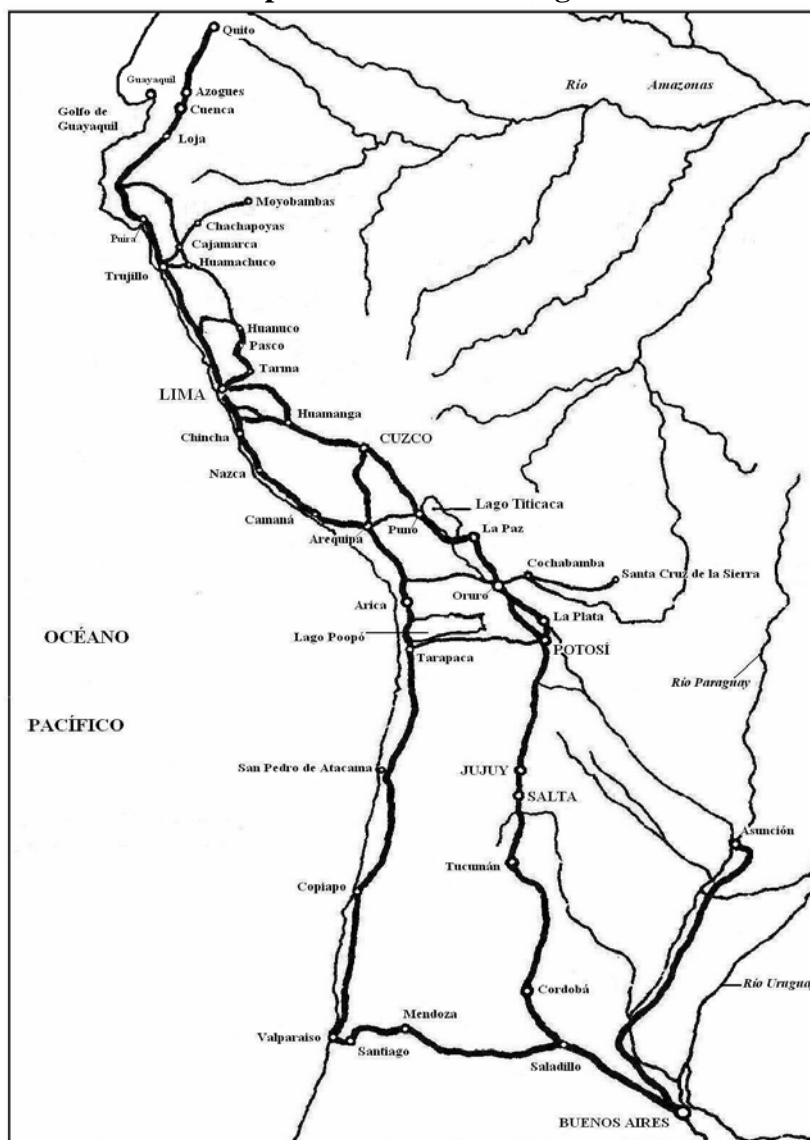 Quito
Guayaquil
Río Amazonas
Azogues
Golfo de
Guayaquil
Cuenca
Loja
Moyobambas
Chachapoyas
Puira
Cajamarca
Huamachuco
Trujillo
Huanuco
Pasco
Tarma
LIMA
Huamanga
Chincha
CUZCO
Nazca
Lago Titicaca
Camaná
Arequipa
Puno
La Paz
Cochabamba
Santa Cruz de la Sierra
Oruro
Arica
La Plata
OCÉANO
Lago Poopó
POTOSÍ
Tarapaca
Río Paraguay
PACÍFICO
San Pedro de Atacama
JUJUY
SALTA
Asunción
Tucumán
Copiapo
Río Uruguay
Cordobá
Mendoza
Valparaiso
Santiago
Saladillo
BUENOS AIRES